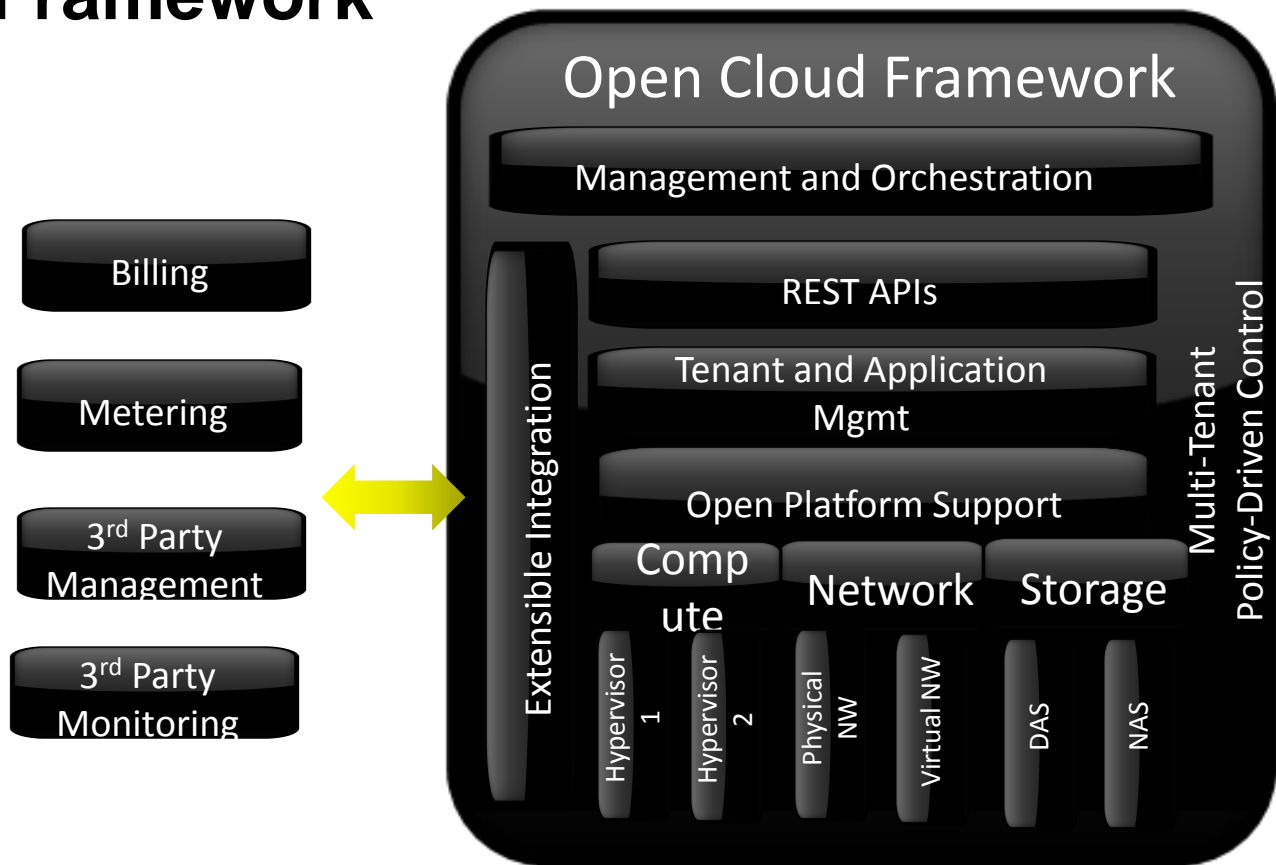 Framework
Open Cloud Framework
Management and Orchestration
Billing
Metering
3rd Party
Management
3rd Party
Monitoring
Extensible Integration
REST APIs
Tenant and Application
Mgmt
Open Platform Support
Comp
ute
Network
Storage
Hypervisor
1
Hypervisor
2
Physical
NW
Virtual NW
DAS
NAS
Multi-Tenant
Policy-Driven Control